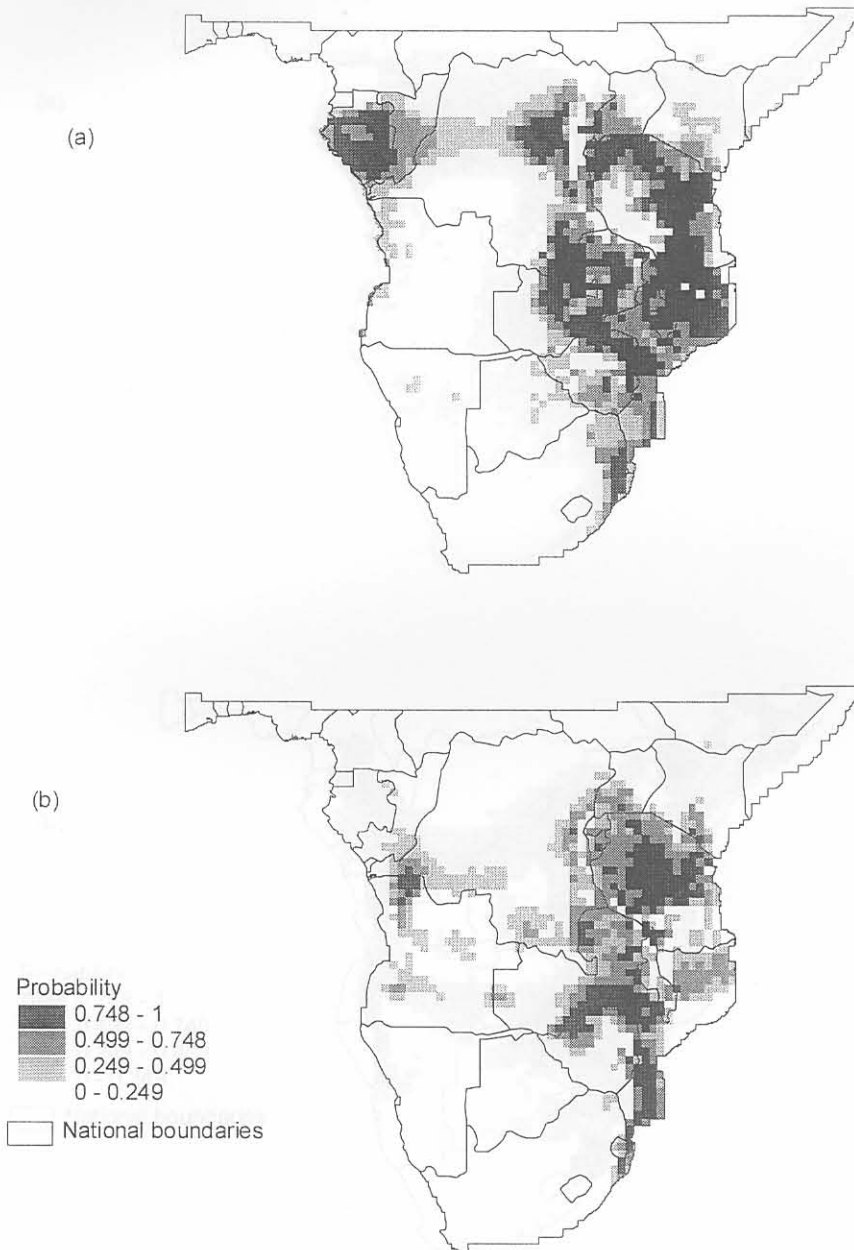 (a)
(b)
Probability
0.748 - 1
0.499 - 0.748
0.249 - 0.499
0 - 0.249
National boundaries